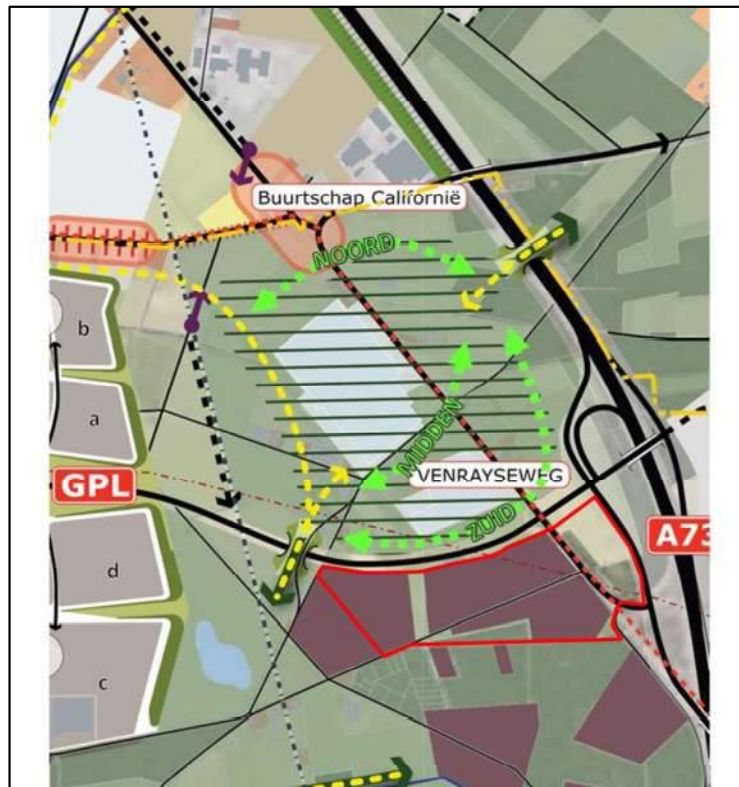 Buurtschap Californië
NOORD
b
a
MIDDEN
VENRAYSEWEG
GPL
ZUID
A73
d
c